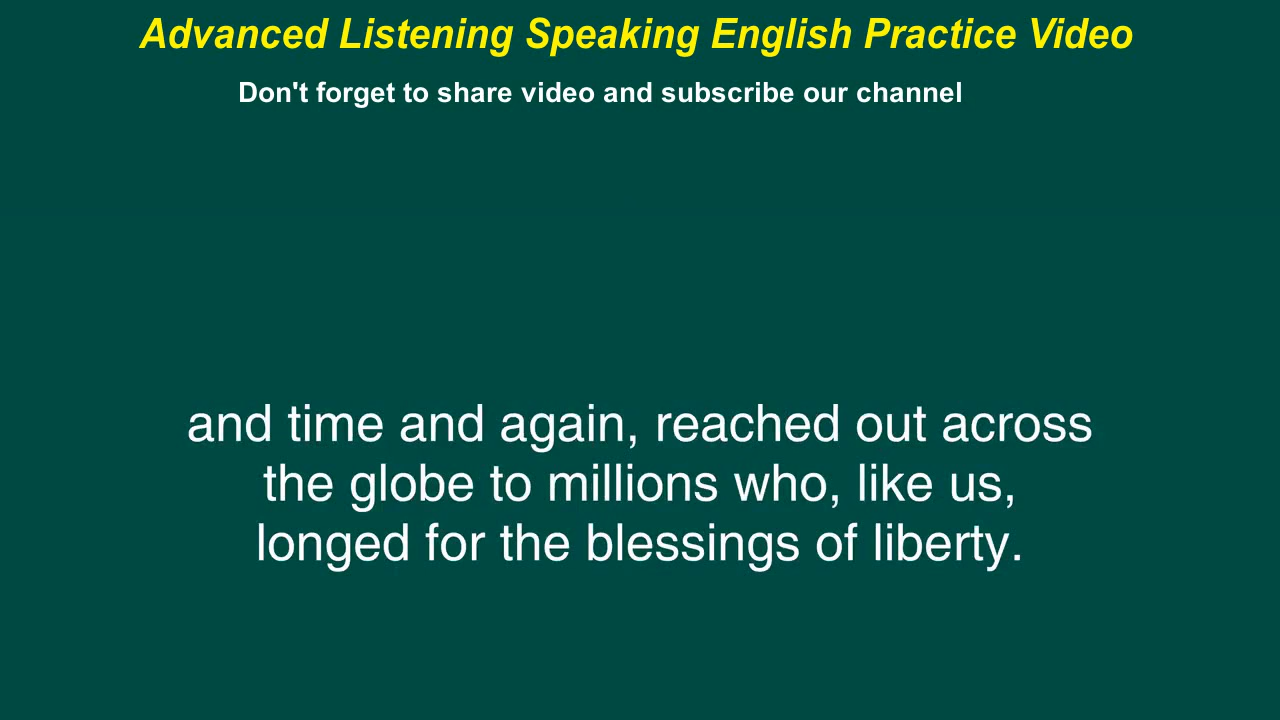 Advanced Listening Speaking English Practice Video
Don't forget to share video and subscribe our channel
and time and again, reached out across
the globe to millions who, like us,
longed for the blessings of liberty.